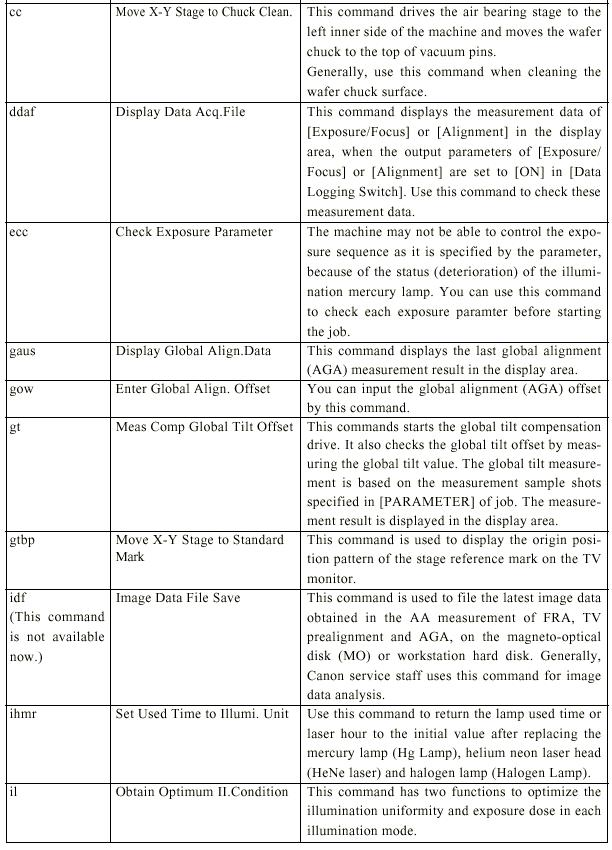 cc
Move X-Y Stage to Chuck Clean.
This command drives the air bearing stage to the
left inner side of the machine and moves the wafer
chuck to the top of vacuum pins.
Generally, use this command when cleaning the
wafer chuck surface.
ddaf
Display Data Acq.File
This command displays the measurement data of
[Exposure/Focus] or [Alignment] in the display
area, when the output parameters of [Exposure/
Focus] or [Alignment] are set to [ON] in [Data
Logging Switch]. Use this command to check these
measurement data.
ecc
Check Exposure Parameter
The machine may not be able to control the expo-
sure sequence as it is specified by the parameter,
because of the status (deterioration) of the illumi-
nation mercury lamp. You can use this command
to check each exposure paramter before starting
the job.
gaus
Display Global Align.Data
This command displays the last global alignment
(AGA) measurement result in the display area.
gow
Enter Global Align. Offset
You can input the global alignment (AGA) offset
by this command.
gt
Meas Comp Global Tilt Offset
This commands starts the global tilt compensation
drive. It also checks the global tilt offset by meas-
uring the global tilt value. The global tilt measure-
ment is based on the measurement sample shots
specified in [PARAMETER] of job. The measure-
ment result is displayed in the display area.
gtbp
Move X-Y Stage to Standard
Mark
This command is used to display the origin posi-
tion pattern of the stage reference mark on the TV
monitor.
idf
(This command
is not available
now.)
Image Data File Save
This command is used to file the latest image data
obtained in the AA measurement of FRA, TV
prealignment and AGA, on the magneto-optical
disk (MO) or workstation hard disk. Generally,
Canon service staff uses this command for image
data analysis.
ihmr
Set Used Time to Illumi. Unit
Use this command to return the lamp used time or
laser hour to the initial value after replacing the
mercury lamp (Hg Lamp), helium neon laser head
(HeNe laser) and halogen lamp (Halogen Lamp).
il
Obtain Optimum Il.Condition
This command has two functions to optimize the
illumination uniformity and exposure dose in each
illumination mode.